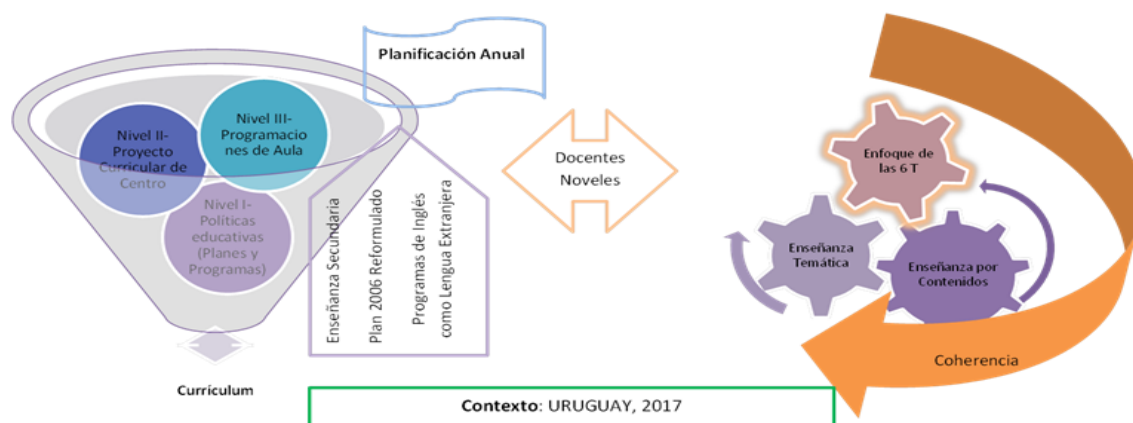 Planificación Anual
Nivel II-
Proyecto
Curricular de
Centro
Nivel III-
Programacio
nes de Aula
Nivel I-
Políticas
educativas
(Planes y
Programas)
Enseñanza Secundaria
Plan 2006 Reformulado
Programas de Inglés
como Lengua Extranjera
Currículum
Docentes
Noveles
Enfoque de
las 6 T
Enseñanza
Temática
Enseñanza por
Contenidos
Coherencia
Contexto: URUGUAY, 2017